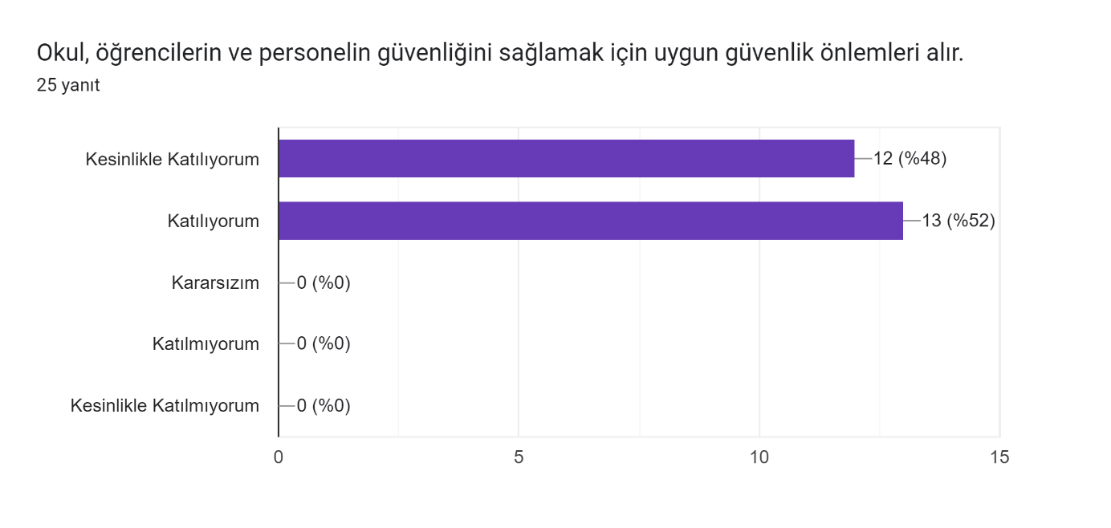 Okul, öğrencilerin ve personelin güvenliğini sağlamak için uygun güvenlik önlemleri alır.
25 yanıt
Kesinlikle Katılıyorum 12 (%48)
Katılıyorum 13 (%52)
Kararsızım 0 (%0)
Katılmıyorum 0 (%0)
Kesinlikle Katılmıyorum 0 (%0)
0 5 10 15